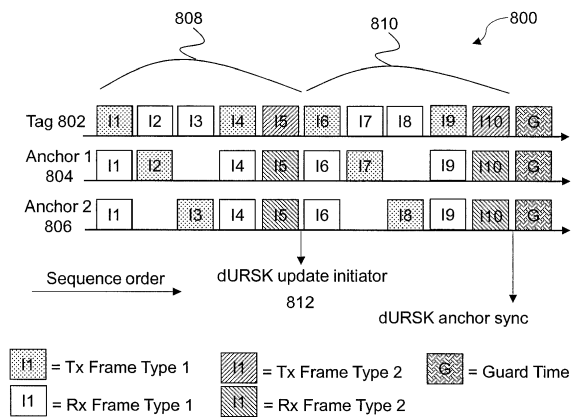 808
810
800
Tag 802
I1 I2 I3 I4 I5 I6 I7 I8 I9 I10 G
Anchor 1
804
I1 I2 I4 I5 I6 I7 I9 I10 G
Anchor 2
806
I1 I3 I4 I5 I6 I8 I9 I10 G
Sequence order
dURSK update initiator
812
dURSK anchor sync
I1 = Tx Frame Type 1
I1 = Tx Frame Type 2
G = Guard Time
I1 = Rx Frame Type 1
I1 = Rx Frame Type 2